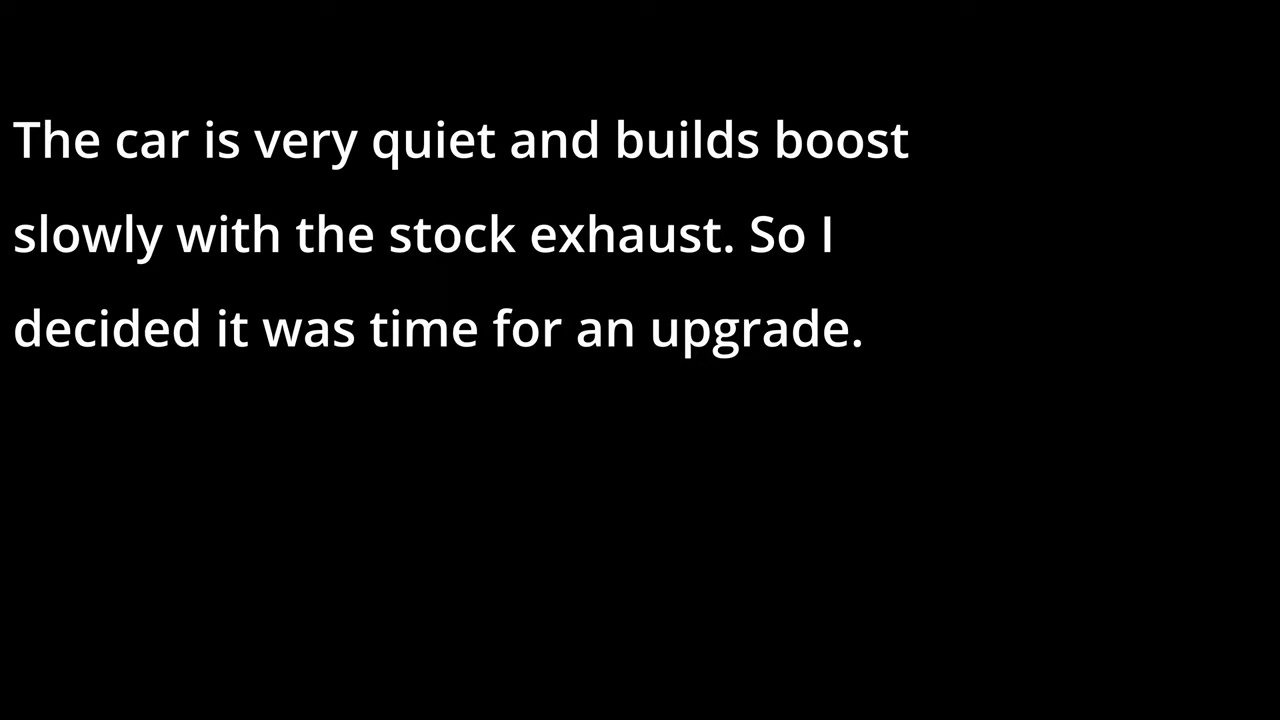 The car is very quiet and builds boost
slowly with the stock exhaust. So I
decided it was time for an upgrade.